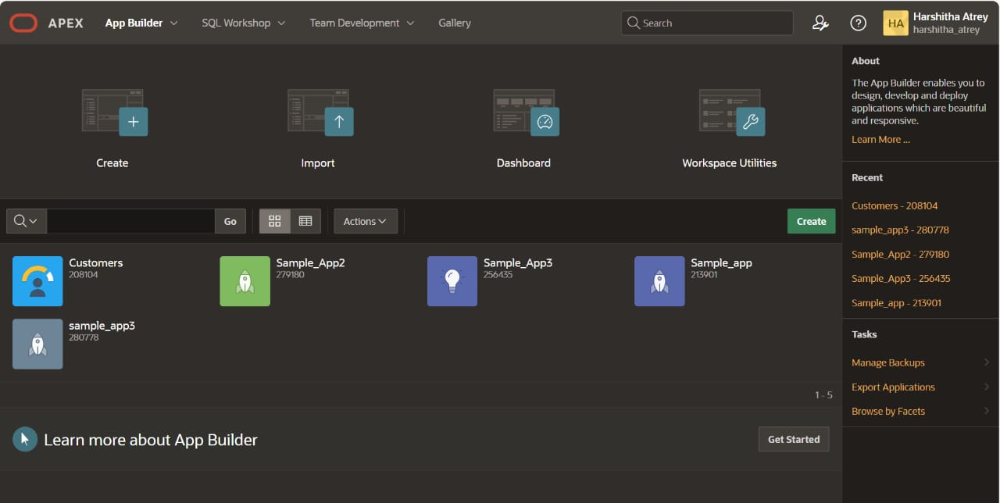 APEX
App Builder
SQL Workshop
Team Development
Gallery
Search
HA
Harshitha Atrey
harshitha_atrey
Create
Import
Dashboard
Workspace Utilities
Go
Actions
Create
Customers
208104
Sample_App2
279180
Sample_App3
256435
Sample_app
213901
sample_app3
280778
1 - 5
Learn more about App Builder
Get Started
About
The App Builder enables you to
design, develop and deploy
applications which are beautiful
and responsive.
Learn More ...
Recent
Customers - 208104
sample_app3 - 280778
Sample_App2 - 279180
Sample_App3 - 256435
Sample_app - 213901
Tasks
Manage Backups
Export Applications
Browse by Facets